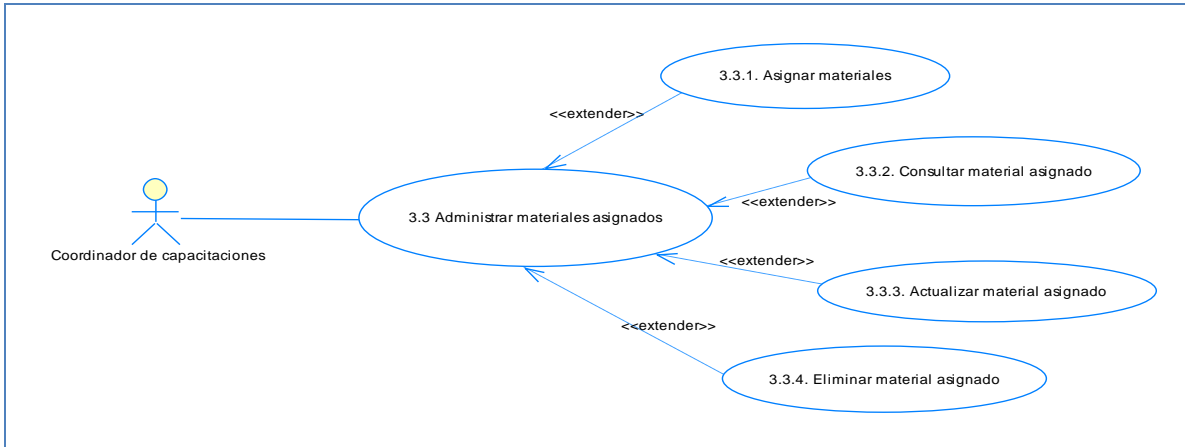 3.3.1. Asignar materiales
<<extender>>
3.3.2. Consultar material asignado
<<extender>>
3.3 Administrar materiales asignados
Coordinador de capacitaciones
<<extender>>
3.3.3. Actualizar material asignado
<<extender>>
3.3.4. Eliminar material asignado